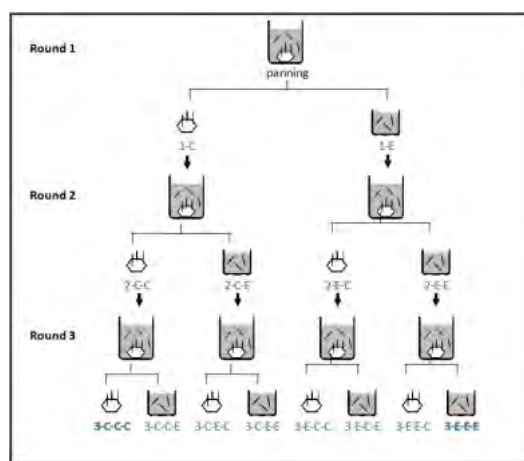 Round 1
panning
1-C 1-E
Round 2
2-C-C 2-C-E 2-E-C 2-E-E
Round 3
3-C-C-C 3-C-C-E 3-C-E-C 3-C-E-E 3-E-C-C 3-E-C-E 3-E-E-C 3-E-E-E